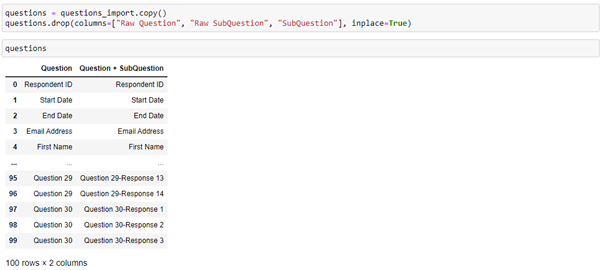 questions = questions_import.copy()
questions.drop(columns=["Raw Question", "Raw SubQuestion", "SubQuestion"], inplace=True)
questions
Question Question + SubQuestion
0 Respondent ID Respondent ID
1 Start Date Start Date
2 End Date End Date
3 Email Address Email Address
4 First Name First Name
... ... ...
95 Question 29 Question 29-Response 13
96 Question 29 Question 29-Response 14
97 Question 30 Question 30-Response 1
98 Question 30 Question 30-Response 2
99 Question 30 Question 30-Response 3
100 rows × 2 columns